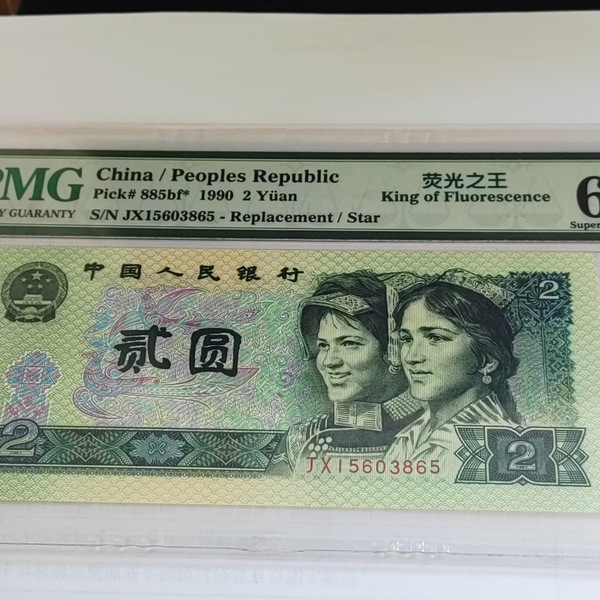 PMG
China / Peoples Republic
荧光之王
Pick# 885bf* 1990 2 Yüan
King of Fluorescence
Y GUARANTY
S/N JX15603865 - Replacement / Star
6
Super
中国人民银行
2
贰圆
JX15603865
2
2